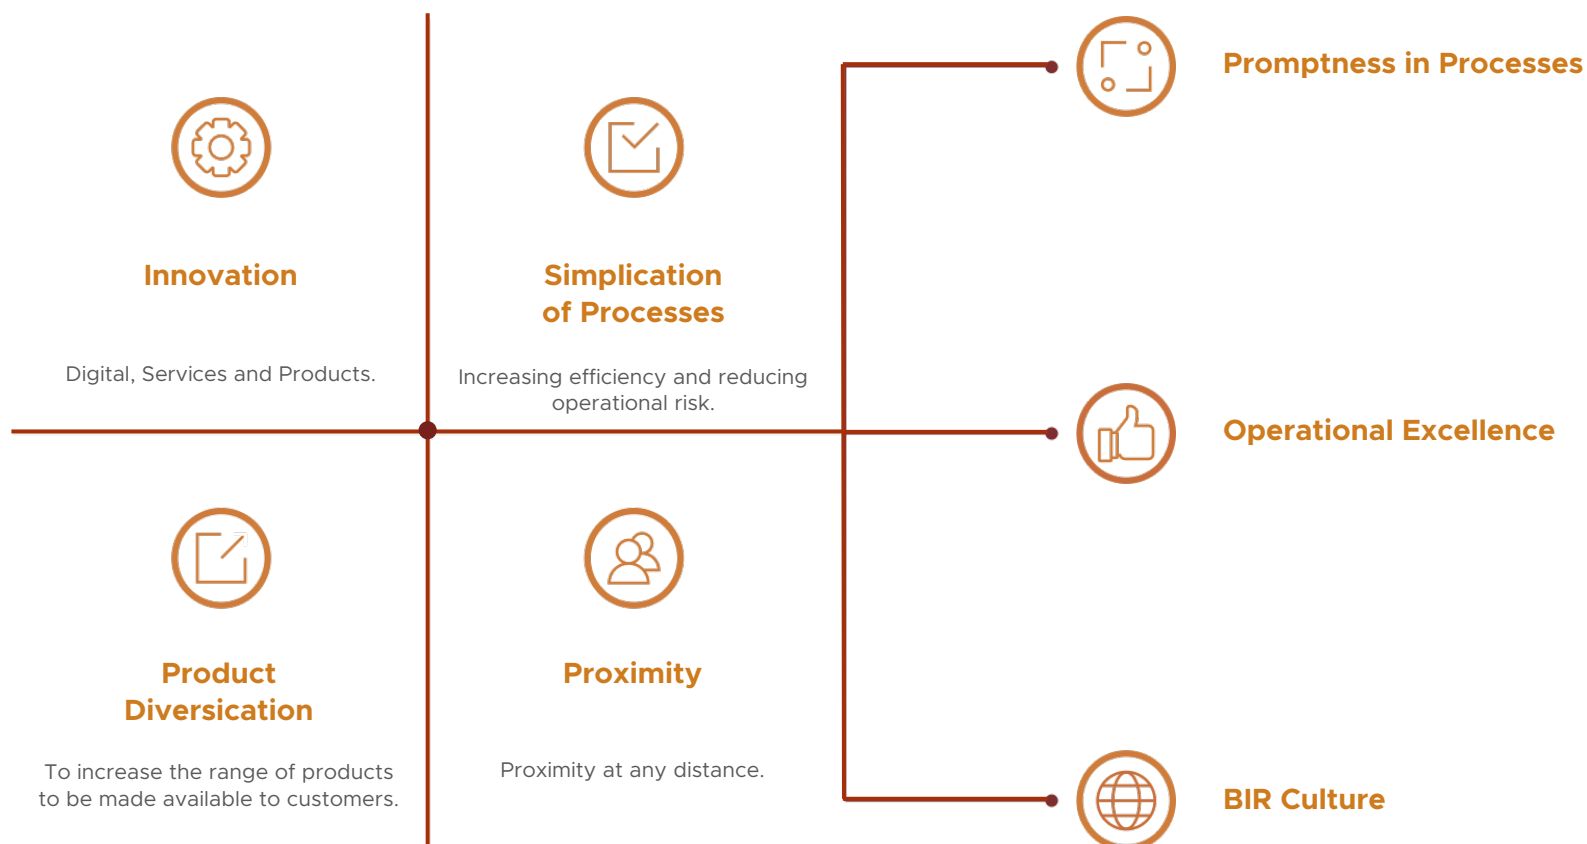 Innovation
Digital, Services and Products.
Simplication
of Processes
Increasing efficiency and reducing
operational risk.
Product
Diversication
To increase the range of products
to be made available to customers.
Proximity
Proximity at any distance.
Promptness in Processes
Operational Excellence
BIR Culture